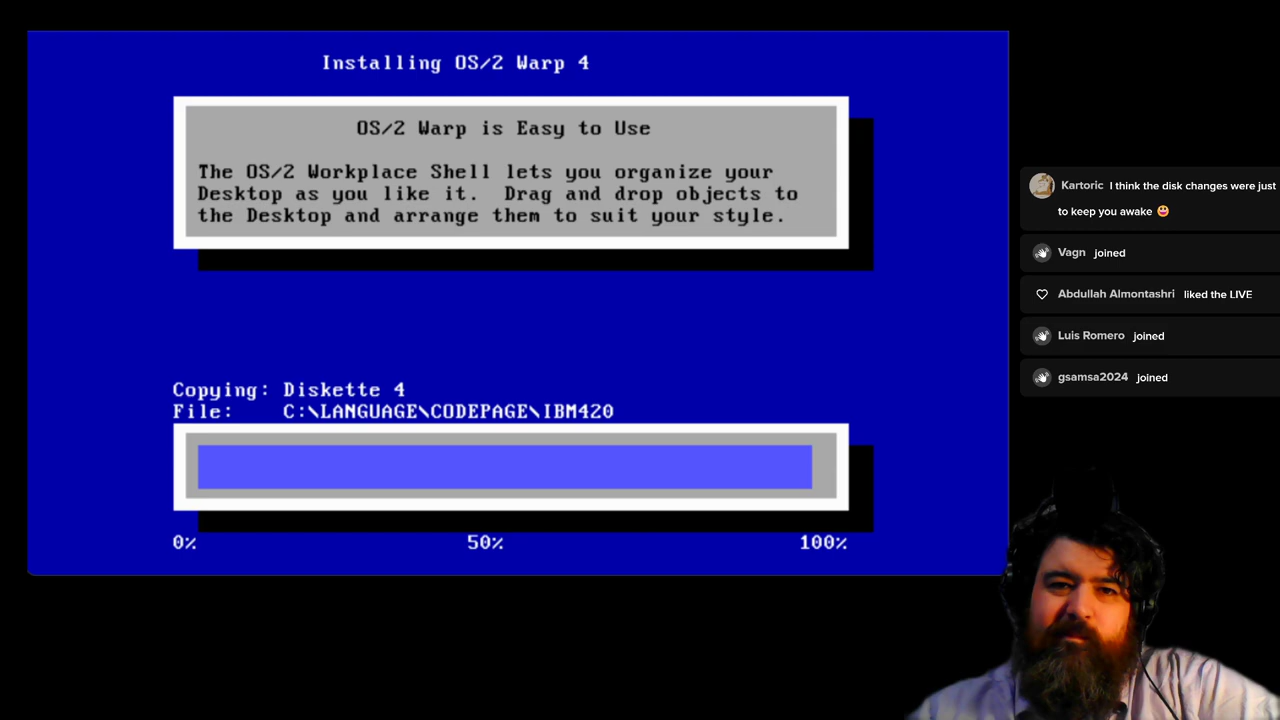 Installing OS/2 Warp 4
OS/2 Warp is Easy to Use
The OS/2 Workplace Shell lets you organize your
Desktop as you like it.  Drag and drop objects to
the Desktop and arrange them to suit your style.
Copying: Diskette 4
File:    C:\LANGUAGE\CODEPAGE\IBM420
0%
50%
100%
Kartoric I think the disk changes were just
to keep you awake 😃
Vagn joined
Abdullah Almontashri liked the LIVE
Luis Romero joined
gsamsa2024 joined